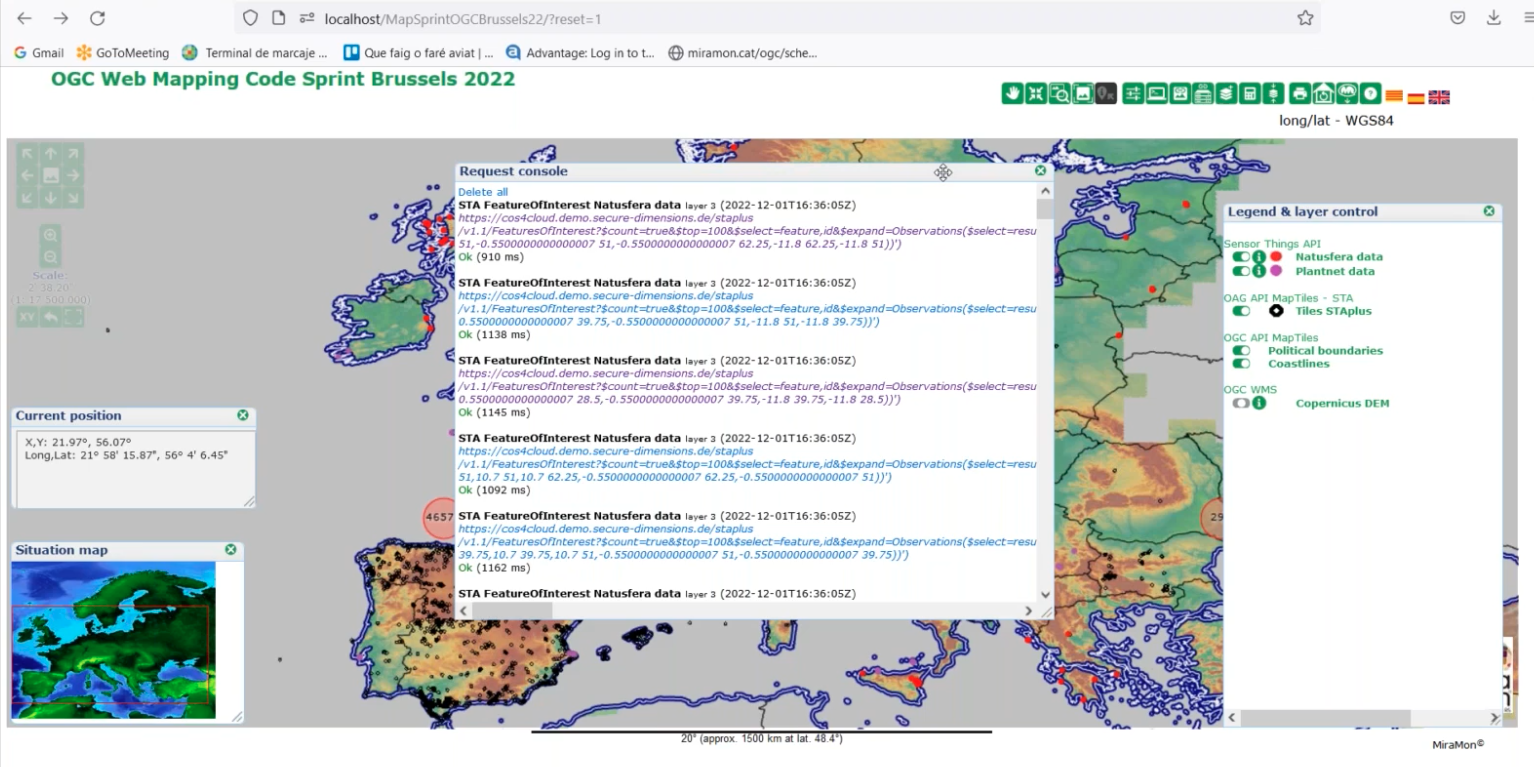 localhost/MapSprintOGCBrussels22/?reset=1
Gmail GoToMeeting Terminal de marcaje ... Que faig o faré aviat | ... Advantage: Log in to t... miramon.cat/ogc/sche...
OGC Web Mapping Code Sprint Brussels 2022
long/lat - WGS84
Request console
Delete all
STA FeatureOfInterest Natusfera data layer 3 (2022-12-01T16:36:05Z)
https://cos4cloud.demo.secure-dimensions.de/staplus
/v1.1/FeaturesOfInterest?$count=true&$top=100&$select=feature,id&$expand=Observations($select=resu
51,-0.5500000000000007 51,-0.5500000000000007 62.25,-11.8 62.25,-11.8 51))')
Ok (910 ms)
STA FeatureOfInterest Natusfera data layer 3 (2022-12-01T16:36:05Z)
https://cos4cloud.demo.secure-dimensions.de/staplus
/v1.1/FeaturesOfInterest?$count=true&$top=100&$select=feature,id&$expand=Observations($select=resu
0.5500000000000007 39.75,-0.5500000000000007 51,-11.8 51,-11.8 39.75))')
Ok (1138 ms)
STA FeatureOfInterest Natusfera data layer 3 (2022-12-01T16:36:05Z)
https://cos4cloud.demo.secure-dimensions.de/staplus
/v1.1/FeaturesOfInterest?$count=true&$top=100&$select=feature,id&$expand=Observations($select=resu
0.5500000000000007 28.5,-0.5500000000000007 39.75,-11.8 39.75,-11.8 28.5))')
Ok (1145 ms)
STA FeatureOfInterest Natusfera data layer 3 (2022-12-01T16:36:05Z)
https://cos4cloud.demo.secure-dimensions.de/staplus
/v1.1/FeaturesOfInterest?$count=true&$top=100&$select=feature,id&$expand=Observations($select=resu
51,10.7 51,10.7 62.25,-0.5500000000000007 62.25,-0.5500000000000007 51))')
Ok (1092 ms)
STA FeatureOfInterest Natusfera data layer 3 (2022-12-01T16:36:05Z)
https://cos4cloud.demo.secure-dimensions.de/staplus
/v1.1/FeaturesOfInterest?$count=true&$top=100&$select=feature,id&$expand=Observations($select=resu
39.75,10.7 39.75,10.7 51,-0.5500000000000007 51,-0.5500000000000007 39.75))')
Ok (1162 ms)
STA FeatureOfInterest Natusfera data layer 3 (2022-12-01T16:36:05Z)
Legend & layer control
Sensor Things API
Natusfera data
Plantnet data
OAG API MapTiles - STA
Tiles STAplus
OGC API MapTiles
Political boundaries
Coastlines
OGC WMS
Copernicus DEM
Scale:
2' 38.20"
(1: 17 500 000)
XY
Current position
X,Y: 21.97°, 56.07°
Long,Lat: 21° 58' 15.87", 56° 4' 6.45"
4657
29
Situation map
20° (approx. 1500 km at lat. 48.4°)
MiraMon©